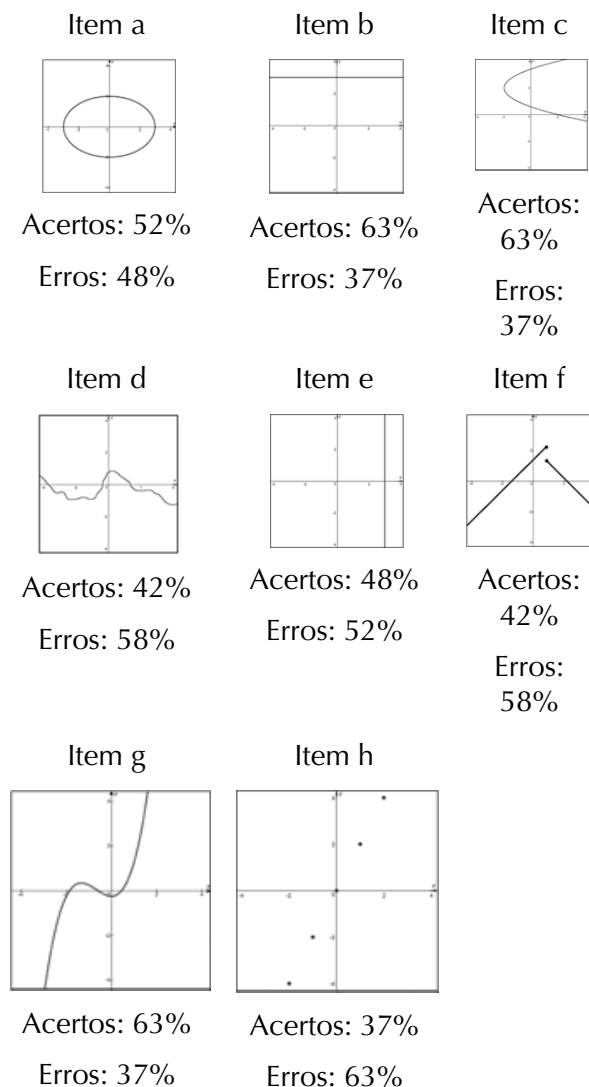 Item a
Item b
Item c
Acertos: 52%
Erros: 48%
Acertos: 63%
Erros: 37%
Acertos:
63%
Erros:
37%
Item d
Item e
Item f
Acertos: 42%
Erros: 58%
Acertos: 48%
Erros: 52%
Acertos:
42%
Erros:
58%
Item g
Item h
Acertos: 63%
Erros: 37%
Acertos: 37%
Erros: 63%